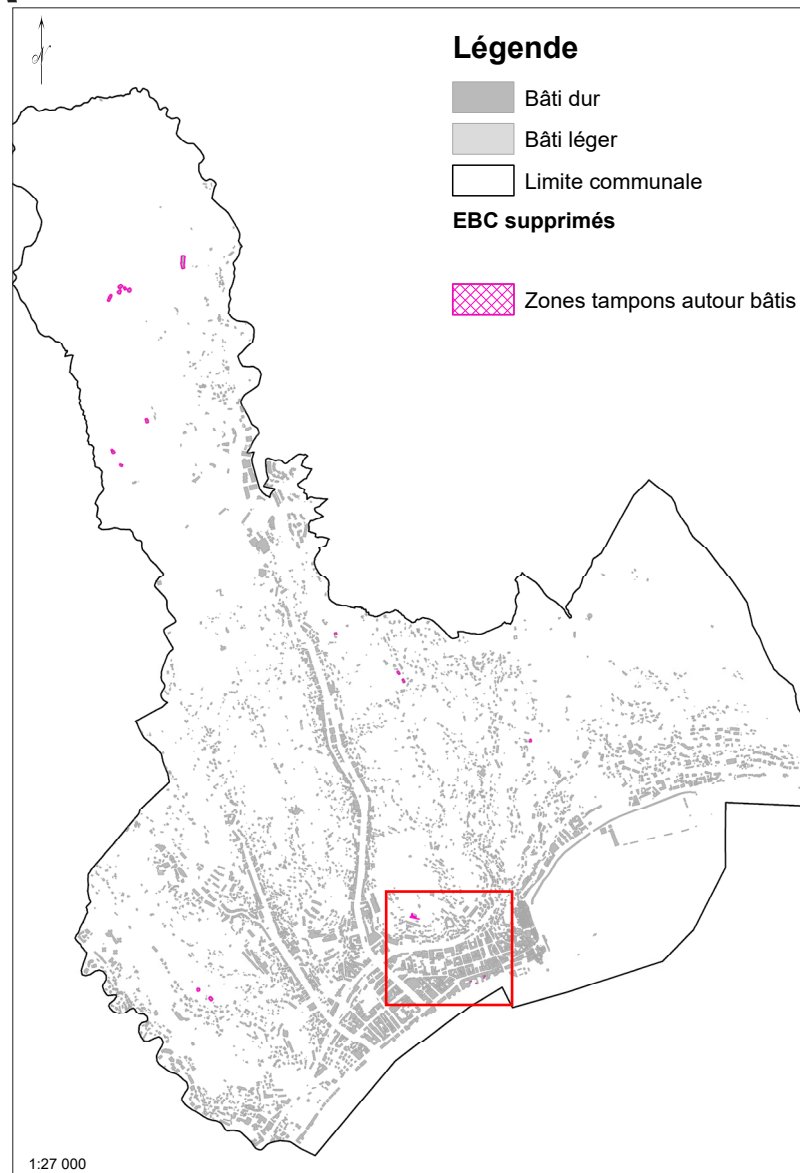 N
Légende
Bâti dur
Bâti léger
Limite communale
EBC supprimés
Zones tampons autour bâtis
1:27 000